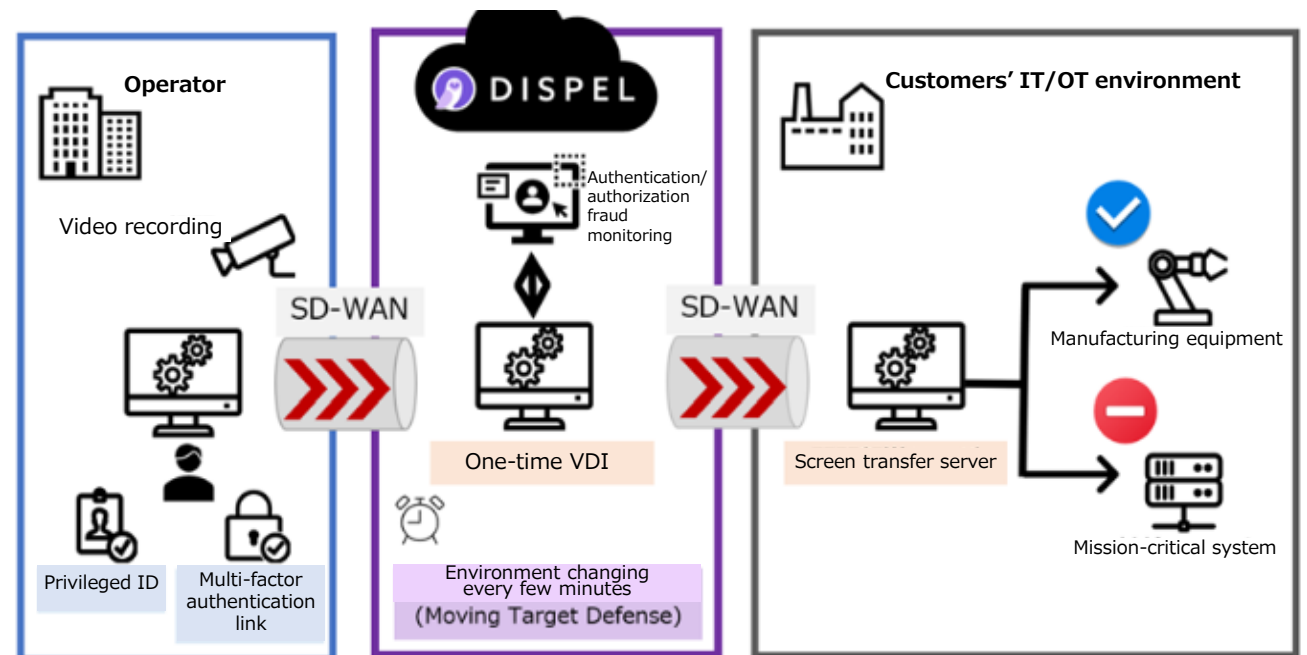 Operator
Video recording
Privileged ID
Multi-factor
authentication
link
SD-WAN
DISPEL
Authentication/
authorization
fraud
monitoring
One-time VDI
Environment changing
every few minutes
(Moving Target Defense)
SD-WAN
Customers’ IT/OT environment
Screen transfer server
Manufacturing equipment
Mission-critical system